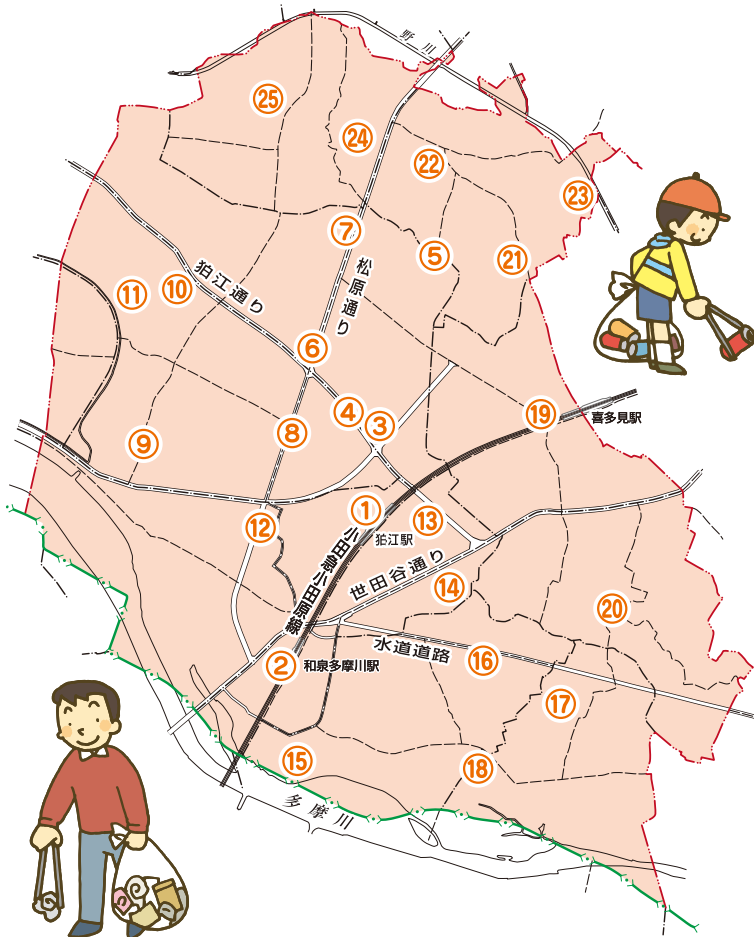 野川
㉕
㉔
㉒
㉓
⑦
⑤
㉑
松原通り
狛江通り
⑪
⑩
⑥
④
③
⑲
喜多見駅
⑨
⑧
①
⑬
⑫
狛江駅
小田急小田原線
世田谷通り
⑭
⑳
水道道路
⑯
②
和泉多摩川駅
⑰
⑮
⑱
多摩川